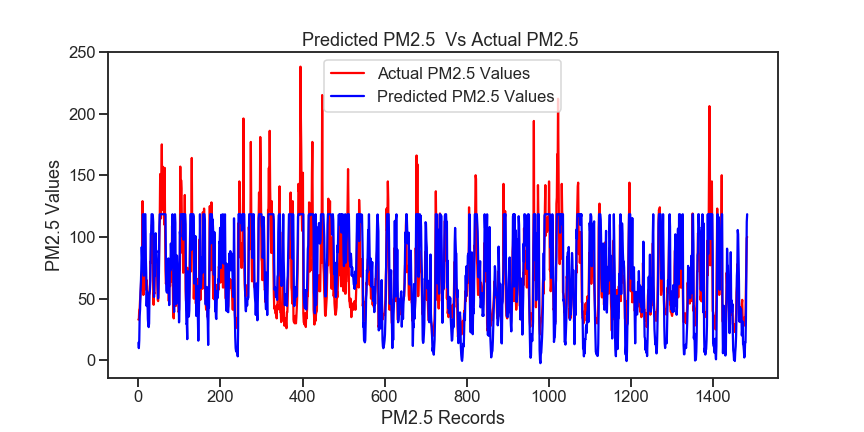 Predicted PM2.5  Vs Actual PM2.5
Actual PM2.5 Values
Predicted PM2.5 Values
PM2.5 Values
250
200
150
100
50
0
0 200 400 600 800 1000 1200 1400
PM2.5 Records